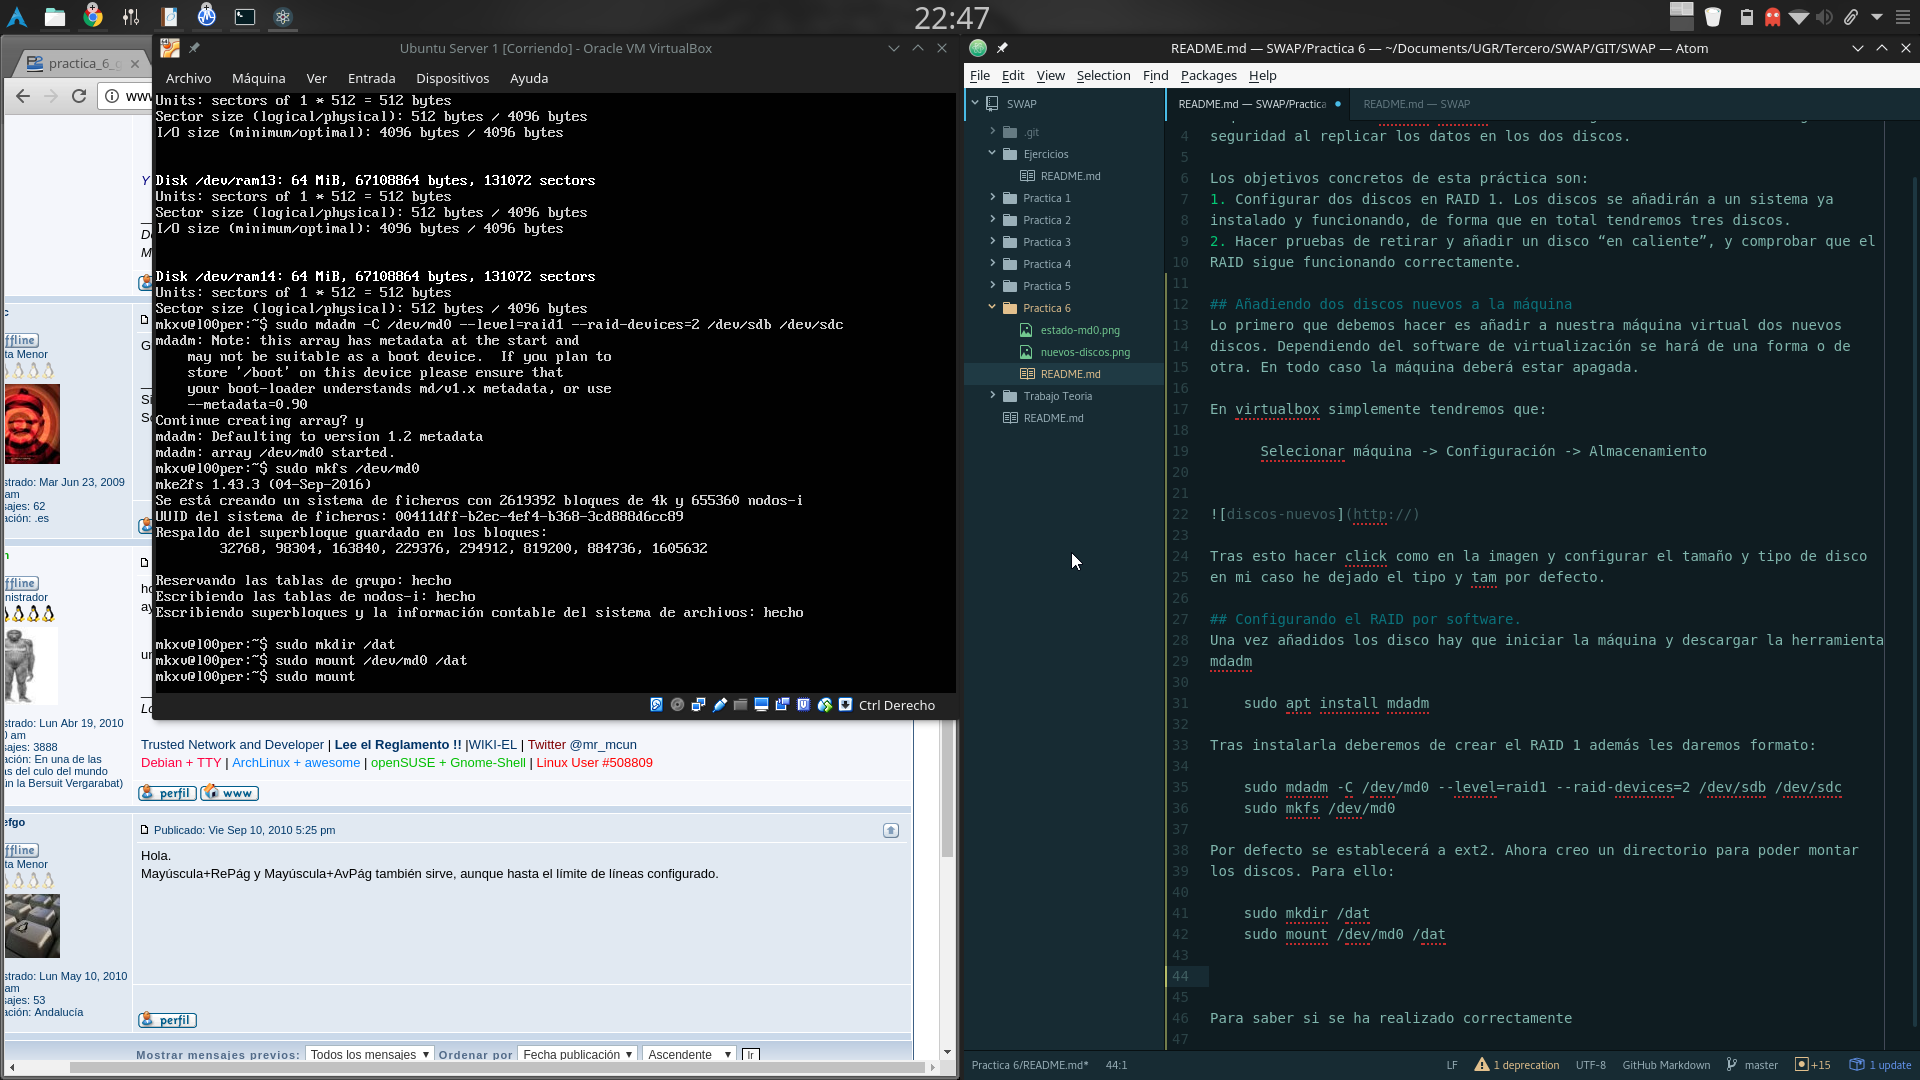 22:47
practica_6_g
www
Y
D
M
ffline
ta Menor
strado: Mar Jun 23, 2009
am
sajes: 62
ación: .es
G
Si
So
ffline
nistrador
strado: Lun Abr 19, 2010
0 am
sajes: 3888
ación: En una de las
as del culo del mundo
ún la Bersuit Vergarabat)
ho
ay
un
Lo
Ubuntu Server 1 [Corriendo] - Oracle VM VirtualBox
Archivo Máquina Ver Entrada Dispositivos Ayuda
Units: sectors of 1 * 512 = 512 bytes
Sector size (logical/physical): 512 bytes / 4096 bytes
I/O size (minimum/optimal): 4096 bytes / 4096 bytes
Disk /dev/ram13: 64 MiB, 67108864 bytes, 131072 sectors
Units: sectors of 1 * 512 = 512 bytes
Sector size (logical/physical): 512 bytes / 4096 bytes
I/O size (minimum/optimal): 4096 bytes / 4096 bytes
Disk /dev/ram14: 64 MiB, 67108864 bytes, 131072 sectors
Units: sectors of 1 * 512 = 512 bytes
Sector size (logical/physical): 512 bytes / 4096 bytes
mkxv@l00per:~$ sudo mdadm -C /dev/md0 --level=raid1 --raid-devices=2 /dev/sdb /dev/sdc
mdadm: Note: this array has metadata at the start and
may not be suitable as a boot device.  If you plan to
store '/boot' on this device please ensure that
your boot-loader understands md/v1.x metadata, or use
--metadata=0.90
Continue creating array? y
mdadm: Defaulting to version 1.2 metadata
mdadm: array /dev/md0 started.
mkxv@l00per:~$ sudo mkfs /dev/md0
mke2fs 1.43.3 (04-Sep-2016)
Se está creando un sistema de ficheros con 2619392 bloques de 4k y 655360 nodos-i
UUID del sistema de ficheros: 00411dff-b2ec-4ef4-b368-3cd888d6cc89
Respaldo del superbloque guardado en los bloques:
32768, 98304, 163840, 229376, 294912, 819200, 884736, 1605632
Reservando las tablas de grupo: hecho
Escribiendo las tablas de nodos-i: hecho
Escribiendo superbloques y la información contable del sistema de archivos: hecho
mkxv@l00per:~$ sudo mkdir /dat
mkxv@l00per:~$ sudo mount /dev/md0 /dat
mkxv@l00per:~$ sudo mount
Ctrl Derecho
Trusted Network and Developer | Lee el Reglamento !! |WIKI-EL | Twitter @mr_mcun
Debian + TTY | ArchLinux + awesome | openSUSE + Gnome-Shell | Linux User #508809
perfil www
efgo
ffline
ta Menor
strado: Lun May 10, 2010
am
sajes: 53
ación: Andalucía
Publicado: Vie Sep 10, 2010 5:25 pm
Hola.
Mayúscula+RePág y Mayúscula+AvPág también sirve, aunque hasta el límite de líneas configurado.
perfil
Mostrar mensajes previos: Todos los mensajes Ordenar por Fecha publicación Ascendente Ir
README.md — SWAP/Practica 6 — ~/Documents/UGR/Tercero/SWAP/GIT/SWAP — Atom
File Edit View Selection Find Packages Help
SWAP
.git
Ejercicios
README.md
Practica 1
Practica 2
Practica 3
Practica 4
Practica 5
Practica 6
estado-md0.png
nuevos-discos.png
README.md
Trabajo Teoria
README.md
README.md — SWAP/Practica README.md — SWAP
4 seguridad al replicar los datos en los dos discos.
5
6 Los objetivos concretos de esta práctica son:
7 1. Configurar dos discos en RAID 1. Los discos se añadirán a un sistema ya
8 instalado y funcionando, de forma que en total tendremos tres discos.
9 2. Hacer pruebas de retirar y añadir un disco “en caliente”, y comprobar que el
10 RAID sigue funcionando correctamente.
11
12 ## Añadiendo dos discos nuevos a la máquina
13 Lo primero que debemos hacer es añadir a nuestra máquina virtual dos nuevos
14 discos. Dependiendo del software de virtualización se hará de una forma o de
15 otra. En todo caso la máquina deberá estar apagada.
16
17 En virtualbox simplemente tendremos que:
18
19 Selecionar máquina -> Configuración -> Almacenamiento
20
21
22 ![discos-nuevos](http://)
23
24 Tras esto hacer click como en la imagen y configurar el tamaño y tipo de disco
25 en mi caso he dejado el tipo y tam por defecto.
26
27 ## Configurando el RAID por software.
28 Una vez añadidos los disco hay que iniciar la máquina y descargar la herramienta
29 mdadm
30
31 sudo apt install mdadm
32
33 Tras instalarla deberemos de crear el RAID 1 además les daremos formato:
34
35 sudo mdadm -C /dev/md0 --level=raid1 --raid-devices=2 /dev/sdb /dev/sdc
36 sudo mkfs /dev/md0
37
38 Por defecto se establecerá a ext2. Ahora creo un directorio para poder montar
39 los discos. Para ello:
40
41 sudo mkdir /dat
42 sudo mount /dev/md0 /dat
43
44
45
46 Para saber si se ha realizado correctamente
47
Practica 6/README.md* 44:1 LF 1 deprecation UTF-8 GitHub Markdown master +15 1 update